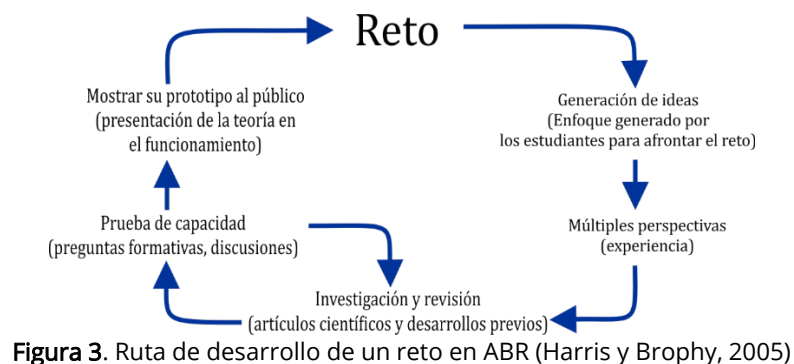 Reto
Generación de ideas
(Enfoque generado por
los estudiantes para afrontar el reto)
Múltiples perspectivas
(experiencia)
Investigación y revisión
(artículos científicos y desarrollos previos)
Prueba de capacidad
(preguntas formativas, discusiones)
Mostrar su prototipo al público
(presentación de la teoría en
el funcionamiento)
Figura 3. Ruta de desarrollo de un reto en ABR (Harris y Brophy, 2005)